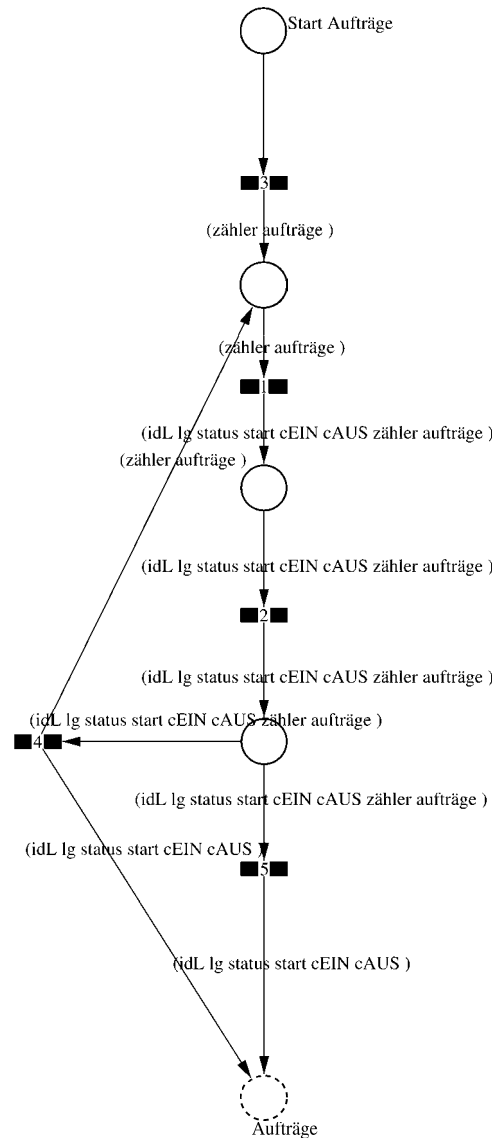 Start Aufträge
3
(zähler aufträge )
(zähler aufträge )
1
(idL lg status start cEIN cAUS zähler aufträge )
(zähler aufträge )
(idL lg status start cEIN cAUS zähler aufträge )
2
(idL lg status start cEIN cAUS zähler aufträge )
(idL lg status start cEIN cAUS zähler aufträge )
4
(idL lg status start cEIN cAUS zähler aufträge )
(idL lg status start cEIN cAUS )
5
(idL lg status start cEIN cAUS )
Aufträge